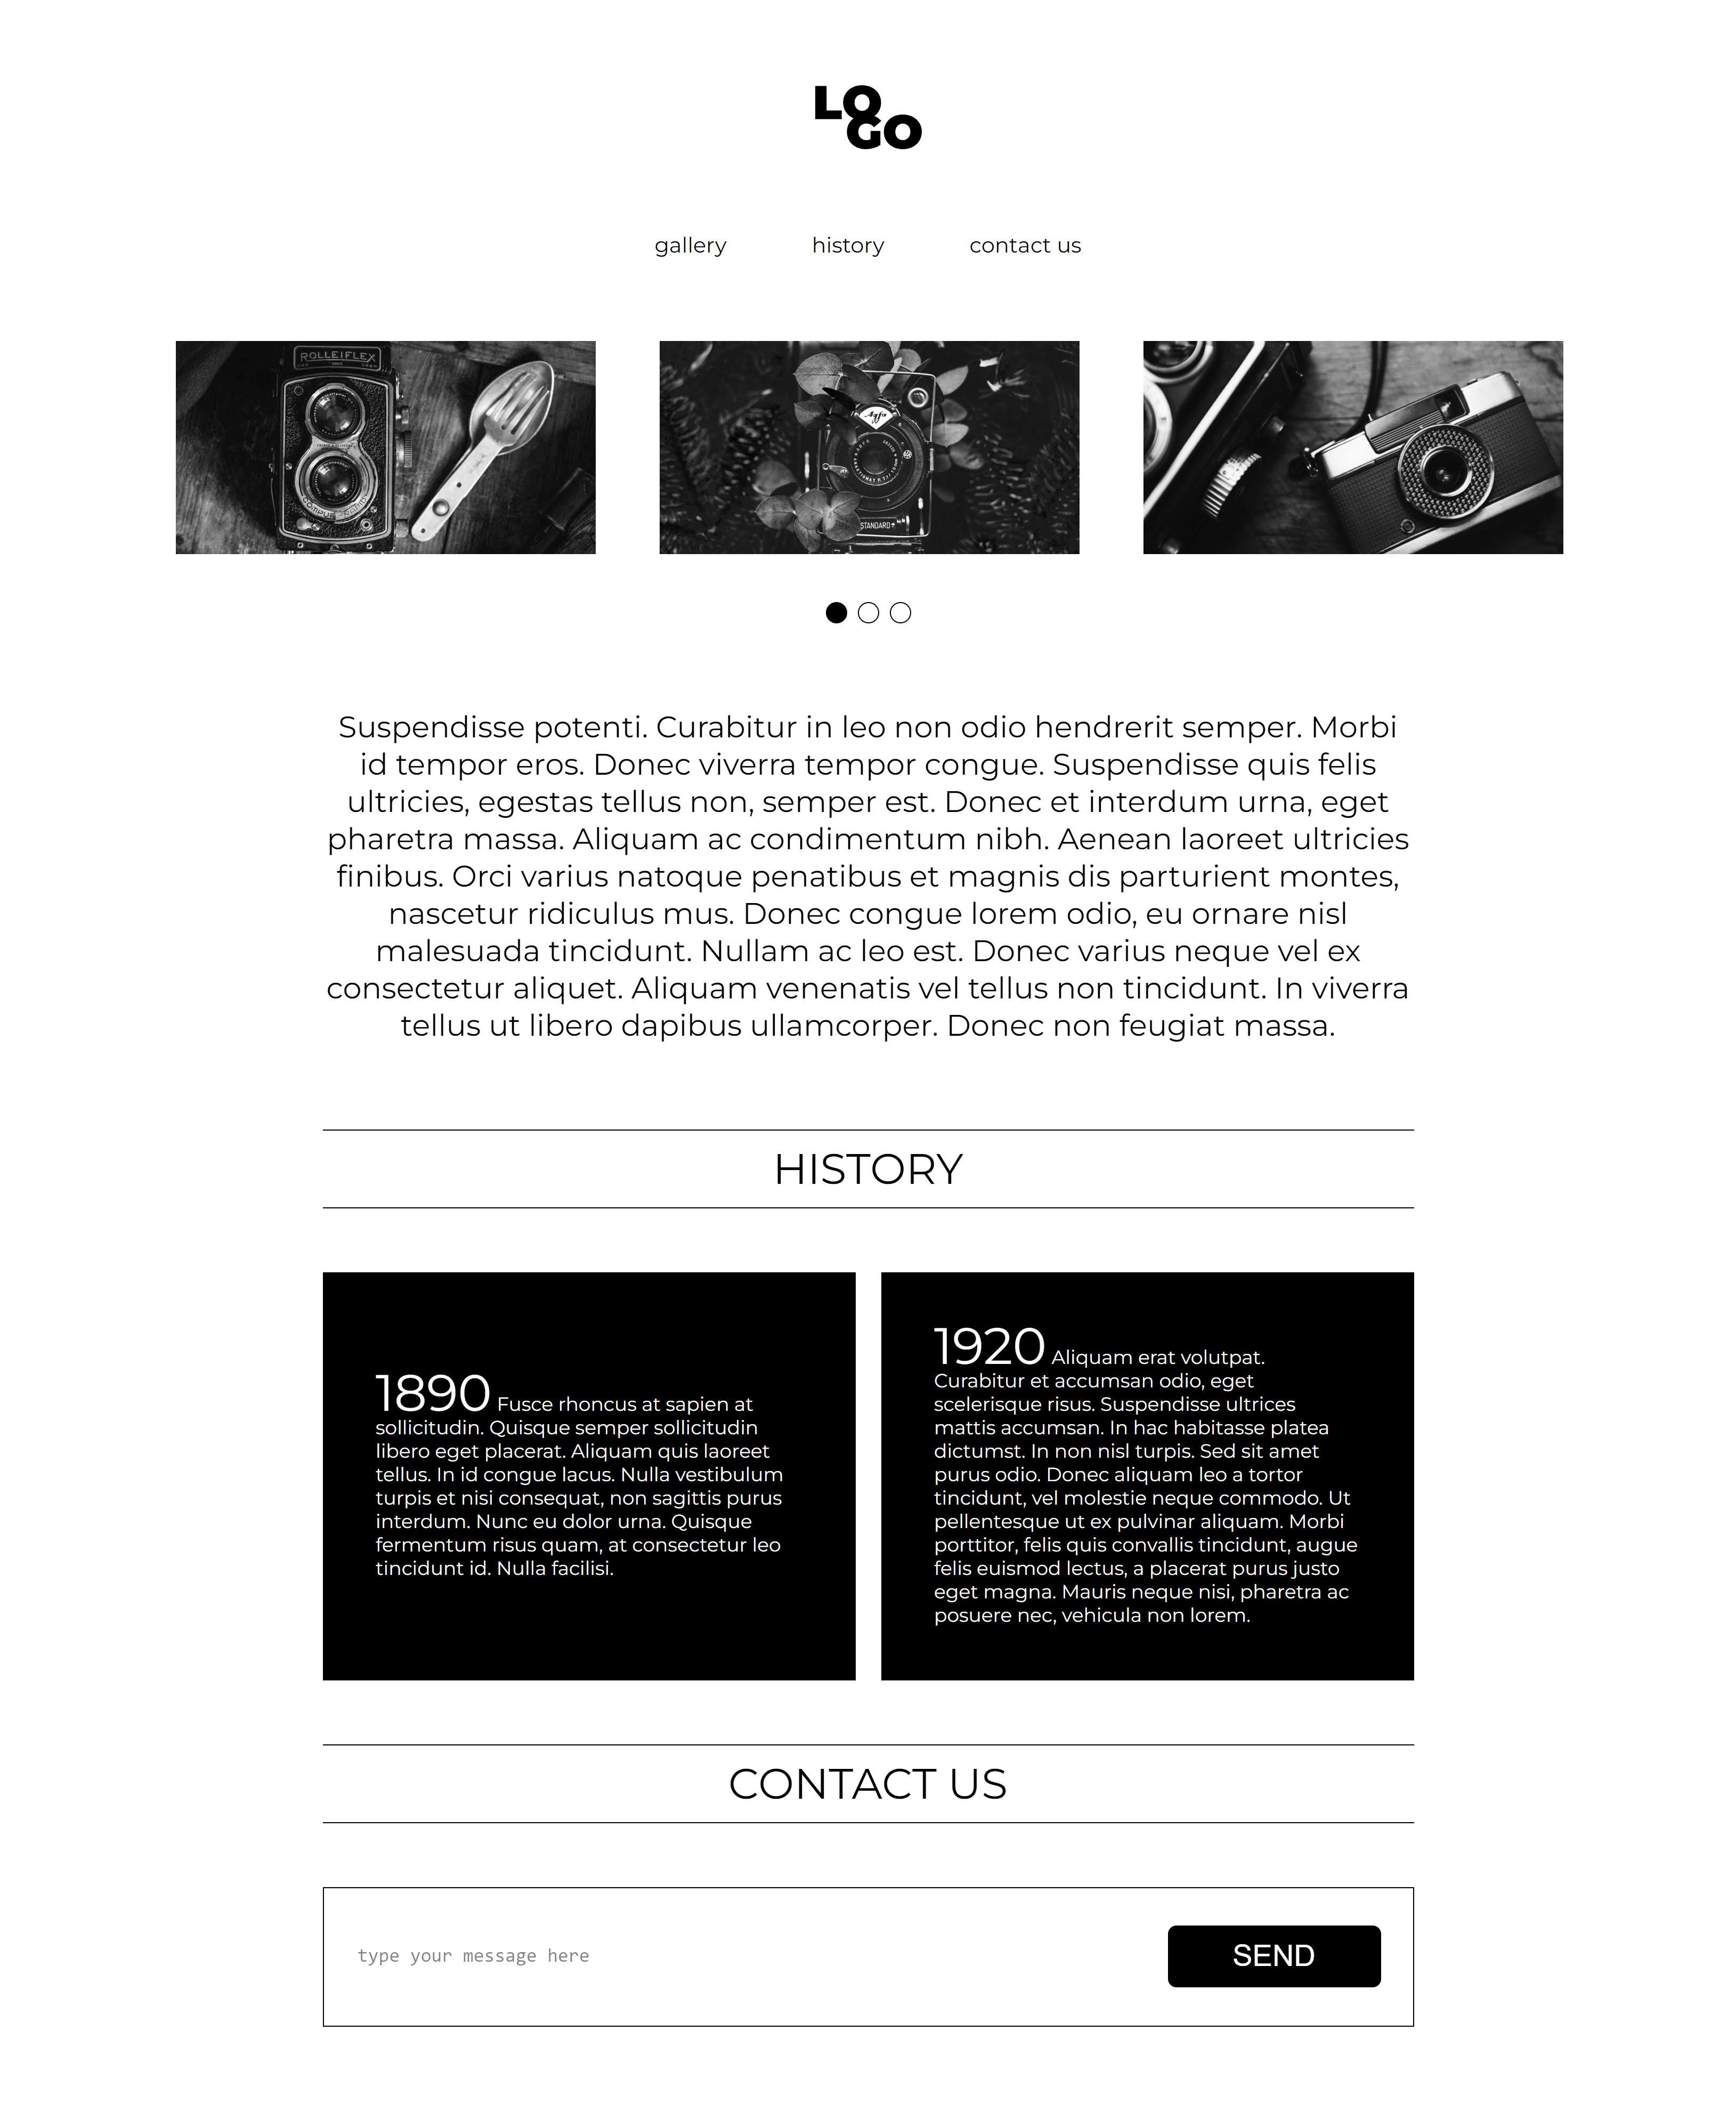 LO
GO
gallery history contact us
ROLLEIFLEX
COMPUR-RAPID
Agfa
STANDARD
Suspendisse potenti. Curabitur in leo non odio hendrerit semper. Morbi
id tempor eros. Donec viverra tempor congue. Suspendisse quis felis
ultricies, egestas tellus non, semper est. Donec et interdum urna, eget
pharetra massa. Aliquam ac condimentum nibh. Aenean laoreet ultricies
finibus. Orci varius natoque penatibus et magnis dis parturient montes,
nascetur ridiculus mus. Donec congue lorem odio, eu ornare nisl
malesuada tincidunt. Nullam ac leo est. Donec varius neque vel ex
consectetur aliquet. Aliquam venenatis vel tellus non tincidunt. In viverra
tellus ut libero dapibus ullamcorper. Donec non feugiat massa.
HISTORY
1890 Fusce rhoncus at sapien at
sollicitudin. Quisque semper sollicitudin
libero eget placerat. Aliquam quis laoreet
tellus. In id congue lacus. Nulla vestibulum
turpis et nisi consequat, non sagittis purus
interdum. Nunc eu dolor urna. Quisque
fermentum risus quam, at consectetur leo
tincidunt id. Nulla facilisi.
1920 Aliquam erat volutpat.
Curabitur et accumsan odio, eget
scelerisque risus. Suspendisse ultrices
mattis accumsan. In hac habitasse platea
dictumst. In non nisl turpis. Sed sit amet
purus odio. Donec aliquam leo a tortor
tincidunt, vel molestie neque commodo. Ut
pellentesque ut ex pulvinar aliquam. Morbi
porttitor, felis quis convallis tincidunt, augue
felis euismod lectus, a placerat purus justo
eget magna. Mauris neque nisi, pharetra ac
posuere nec, vehicula non lorem.
CONTACT US
type your message here
SEND